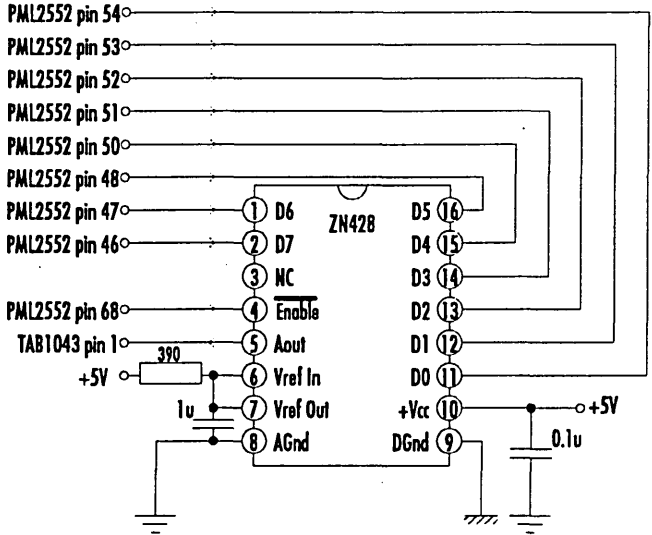 PML2552 pin 54
PML2552 pin 53
PML2552 pin 52
PML2552 pin 51
PML2552 pin 50
PML2552 pin 48
PML2552 pin 47
PML2552 pin 46
PML2552 pin 68
TAB1043 pin 1
+5V
390
1u
ZN428
1 D6
2 D7
3 NC
4 Enable
5 Aout
6 Vref In
7 Vref Out
8 AGnd
D5 16
D4 15
D3 14
D2 13
D1 12
D0 11
+Vcc 10
DGnd 9
+5V
0.1u